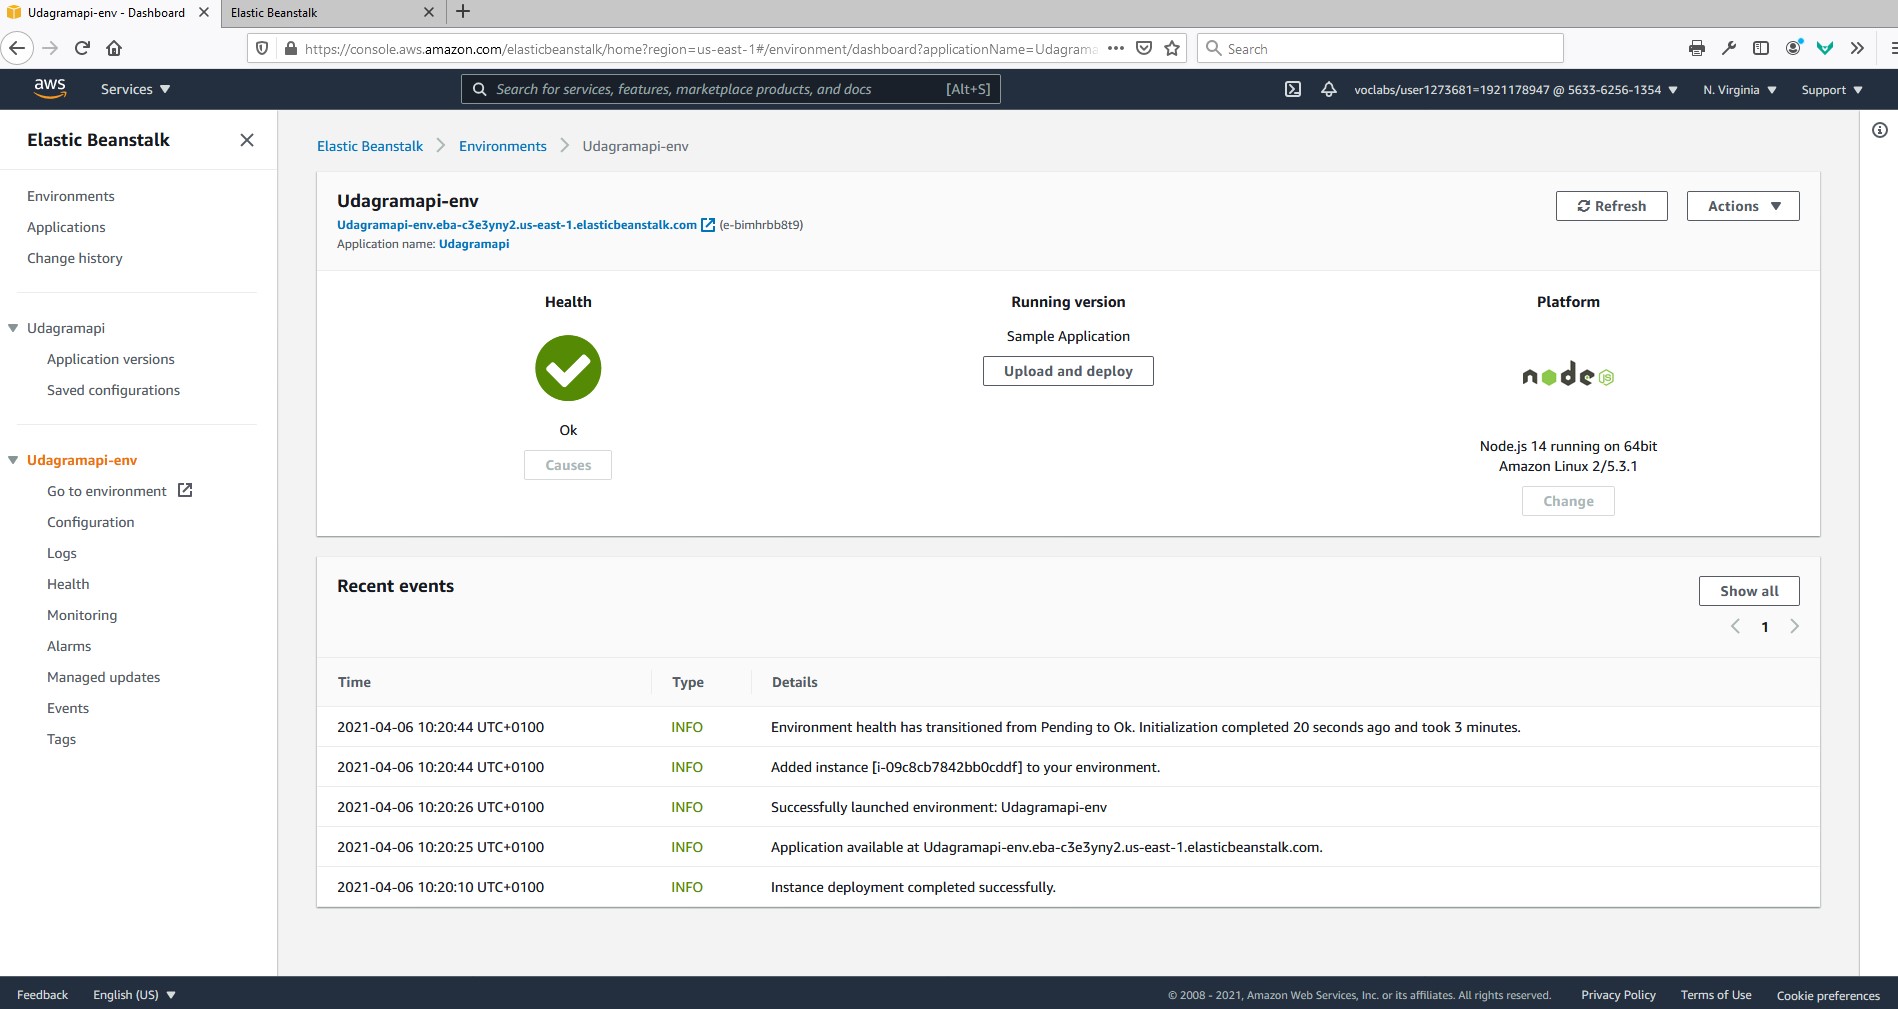 Udagramapi-env - Dashboard
Elastic Beanstalk
https://console.aws.amazon.com/elasticbeanstalk/home?region=us-east-1#/environment/dashboard?applicationName=Udagrama
Search
aws
Services
Search for services, features, marketplace products, and docs [Alt+S]
voclabs/user1273681=1921178947 @ 5633-6256-1354
N. Virginia
Support
Elastic Beanstalk
Environments
Applications
Change history
Udagramapi
Application versions
Saved configurations
Udagramapi-env
Go to environment
Configuration
Logs
Health
Monitoring
Alarms
Managed updates
Events
Tags
Elastic Beanstalk > Environments > Udagramapi-env
Udagramapi-env
Udagramapi-env.eba-c3e3yny2.us-east-1.elasticbeanstalk.com (e-bimhrbb8t9)
Application name: Udagramapi
Refresh
Actions
Health
Ok
Causes
Running version
Sample Application
Upload and deploy
Platform
node JS
Node.js 14 running on 64bit
Amazon Linux 2/5.3.1
Change
Recent events
Show all
1
Time Type Details
2021-04-06 10:20:44 UTC+0100 INFO Environment health has transitioned from Pending to Ok. Initialization completed 20 seconds ago and took 3 minutes.
2021-04-06 10:20:44 UTC+0100 INFO Added instance [i-09c8cb7842bb0cddf] to your environment.
2021-04-06 10:20:26 UTC+0100 INFO Successfully launched environment: Udagramapi-env
2021-04-06 10:20:25 UTC+0100 INFO Application available at Udagramapi-env.eba-c3e3yny2.us-east-1.elasticbeanstalk.com.
2021-04-06 10:20:10 UTC+0100 INFO Instance deployment completed successfully.
Feedback
English (US)
© 2008 - 2021, Amazon Web Services, Inc. or its affiliates. All rights reserved.
Privacy Policy
Terms of Use
Cookie preferences